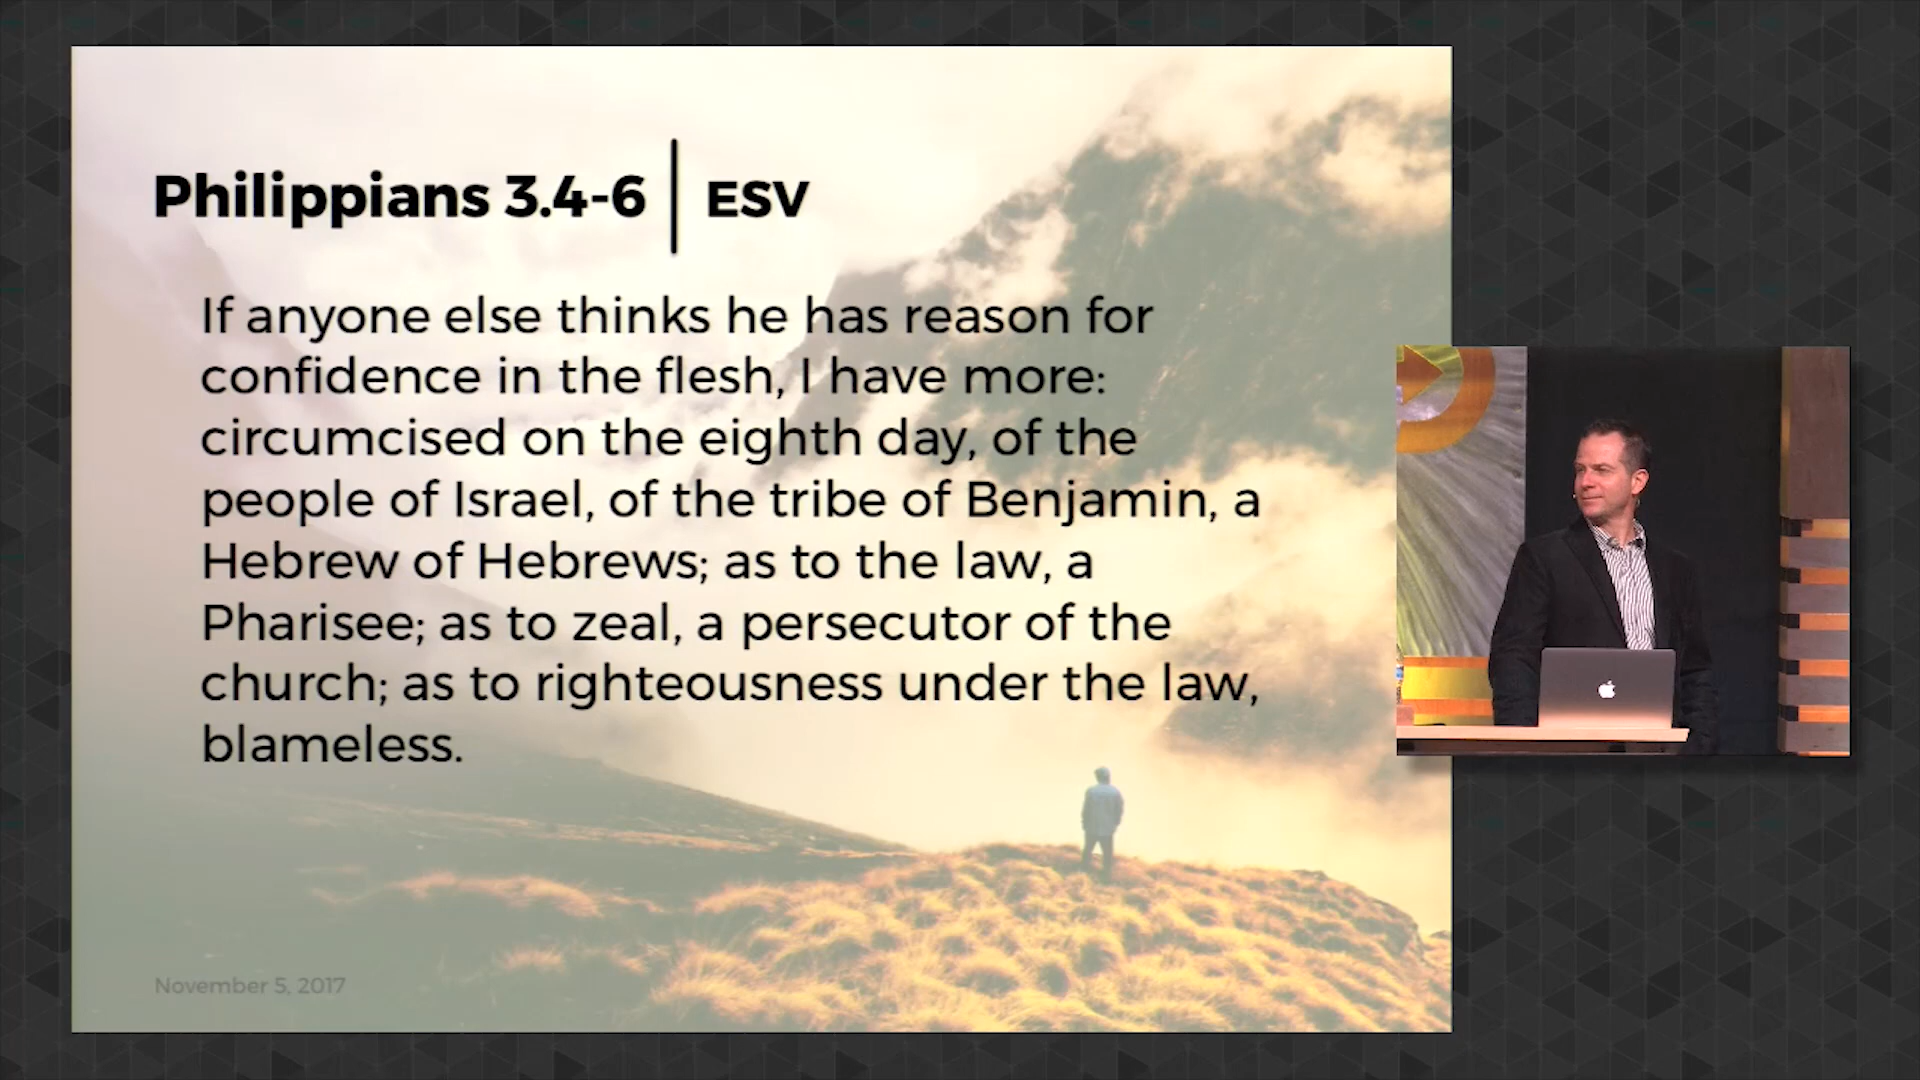 Philippians 3.4-6 | ESV
If anyone else thinks he has reason for
confidence in the flesh, I have more:
circumcised on the eighth day, of the
people of Israel, of the tribe of Benjamin, a
Hebrew of Hebrews; as to the law, a
Pharisee; as to zeal, a persecutor of the
church; as to righteousness under the law,
blameless.
November 5, 2017